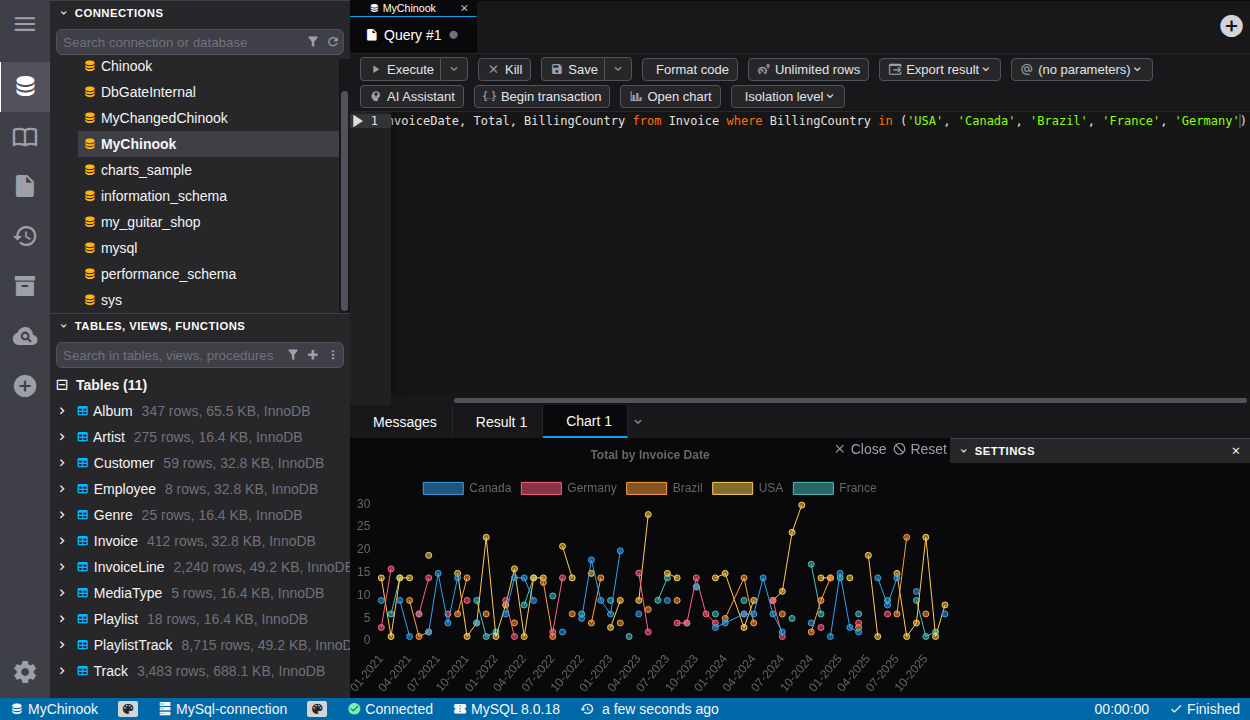 CONNECTIONS
Search connection or database
Chinook
DbGateInternal
MyChangedChinook
MyChinook
charts_sample
information_schema
my_guitar_shop
mysql
performance_schema
sys
TABLES, VIEWS, FUNCTIONS
Search in tables, views, procedures
Tables (11)
Album 347 rows, 65.5 KB, InnoDB
Artist 275 rows, 16.4 KB, InnoDB
Customer 59 rows, 32.8 KB, InnoDB
Employee 8 rows, 32.8 KB, InnoDB
Genre 25 rows, 16.4 KB, InnoDB
Invoice 412 rows, 32.8 KB, InnoDB
InvoiceLine 2,240 rows, 49.2 KB, InnoDB
MediaType 5 rows, 16.4 KB, InnoDB
Playlist 18 rows, 16.4 KB, InnoDB
PlaylistTrack 8,715 rows, 49.2 KB, InnoD
Track 3,483 rows, 688.1 KB, InnoDB
MyChinook
Query #1
Execute Kill Save Format code Unlimited rows Export result (no parameters)
AI Assistant {..} Begin transaction Open chart Isolation level
1 nvoiceDate, Total, BillingCountry from Invoice where BillingCountry in ('USA', 'Canada', 'Brazil', 'France', 'Germany')
Messages Result 1 Chart 1
Close Reset
SETTINGS
Total by Invoice Date
Canada Germany Brazil USA France
30
25
20
15
10
5
0
01-2021 04-2021 07-2021 10-2021 01-2022 04-2022 07-2022 10-2022 01-2023 04-2023 07-2023 10-2023 01-2024 04-2024 07-2024 10-2024 01-2025 04-2025 07-2025 10-2025
MyChinook MySql-connection Connected MySQL 8.0.18 a few seconds ago 00:00:00 Finished